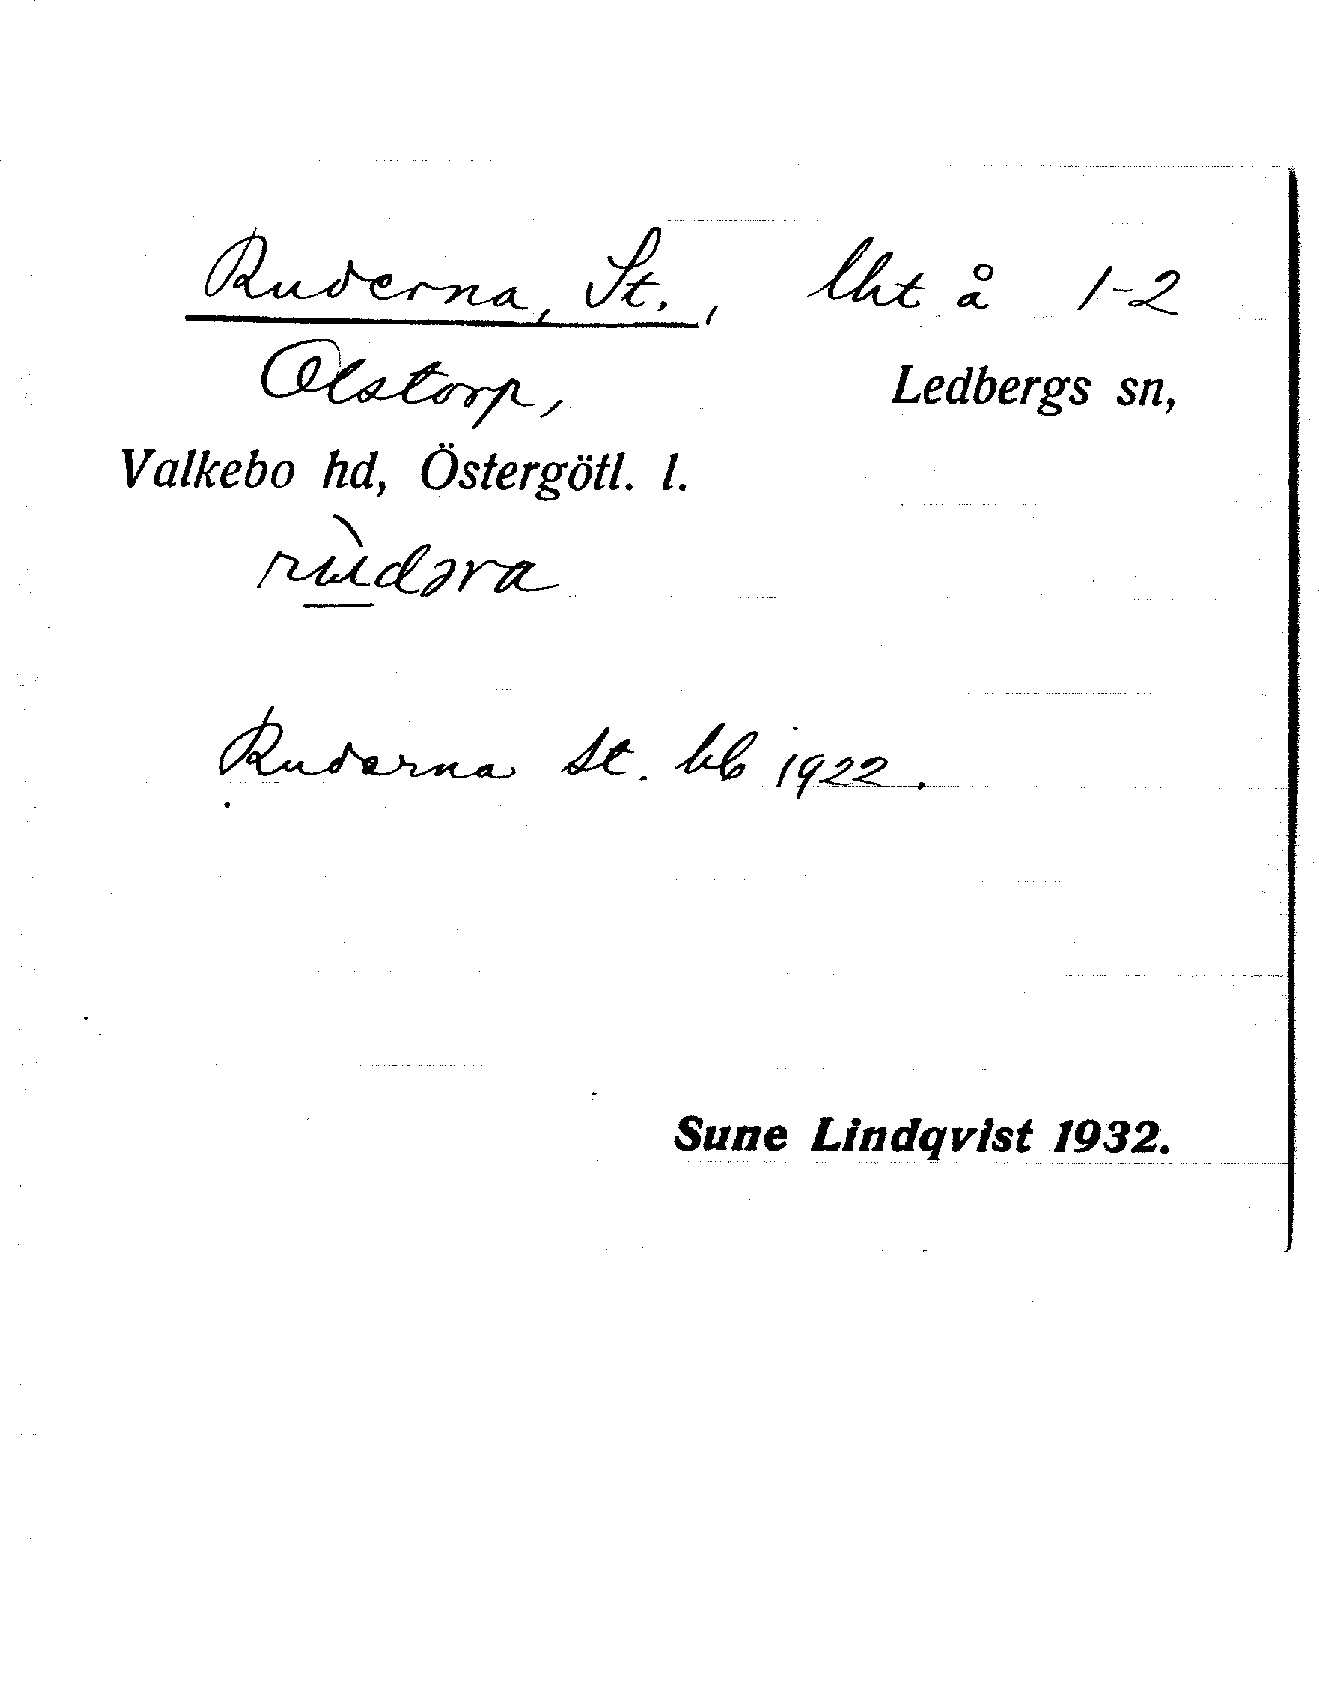 Ruderna, St., lht å 1-2
Olstorp, Ledbergs sn,
Valkebo hd, Östergötl. l.
rùdəra
Ruderna St. bb 1922.
Sune Lindqvist 1932.